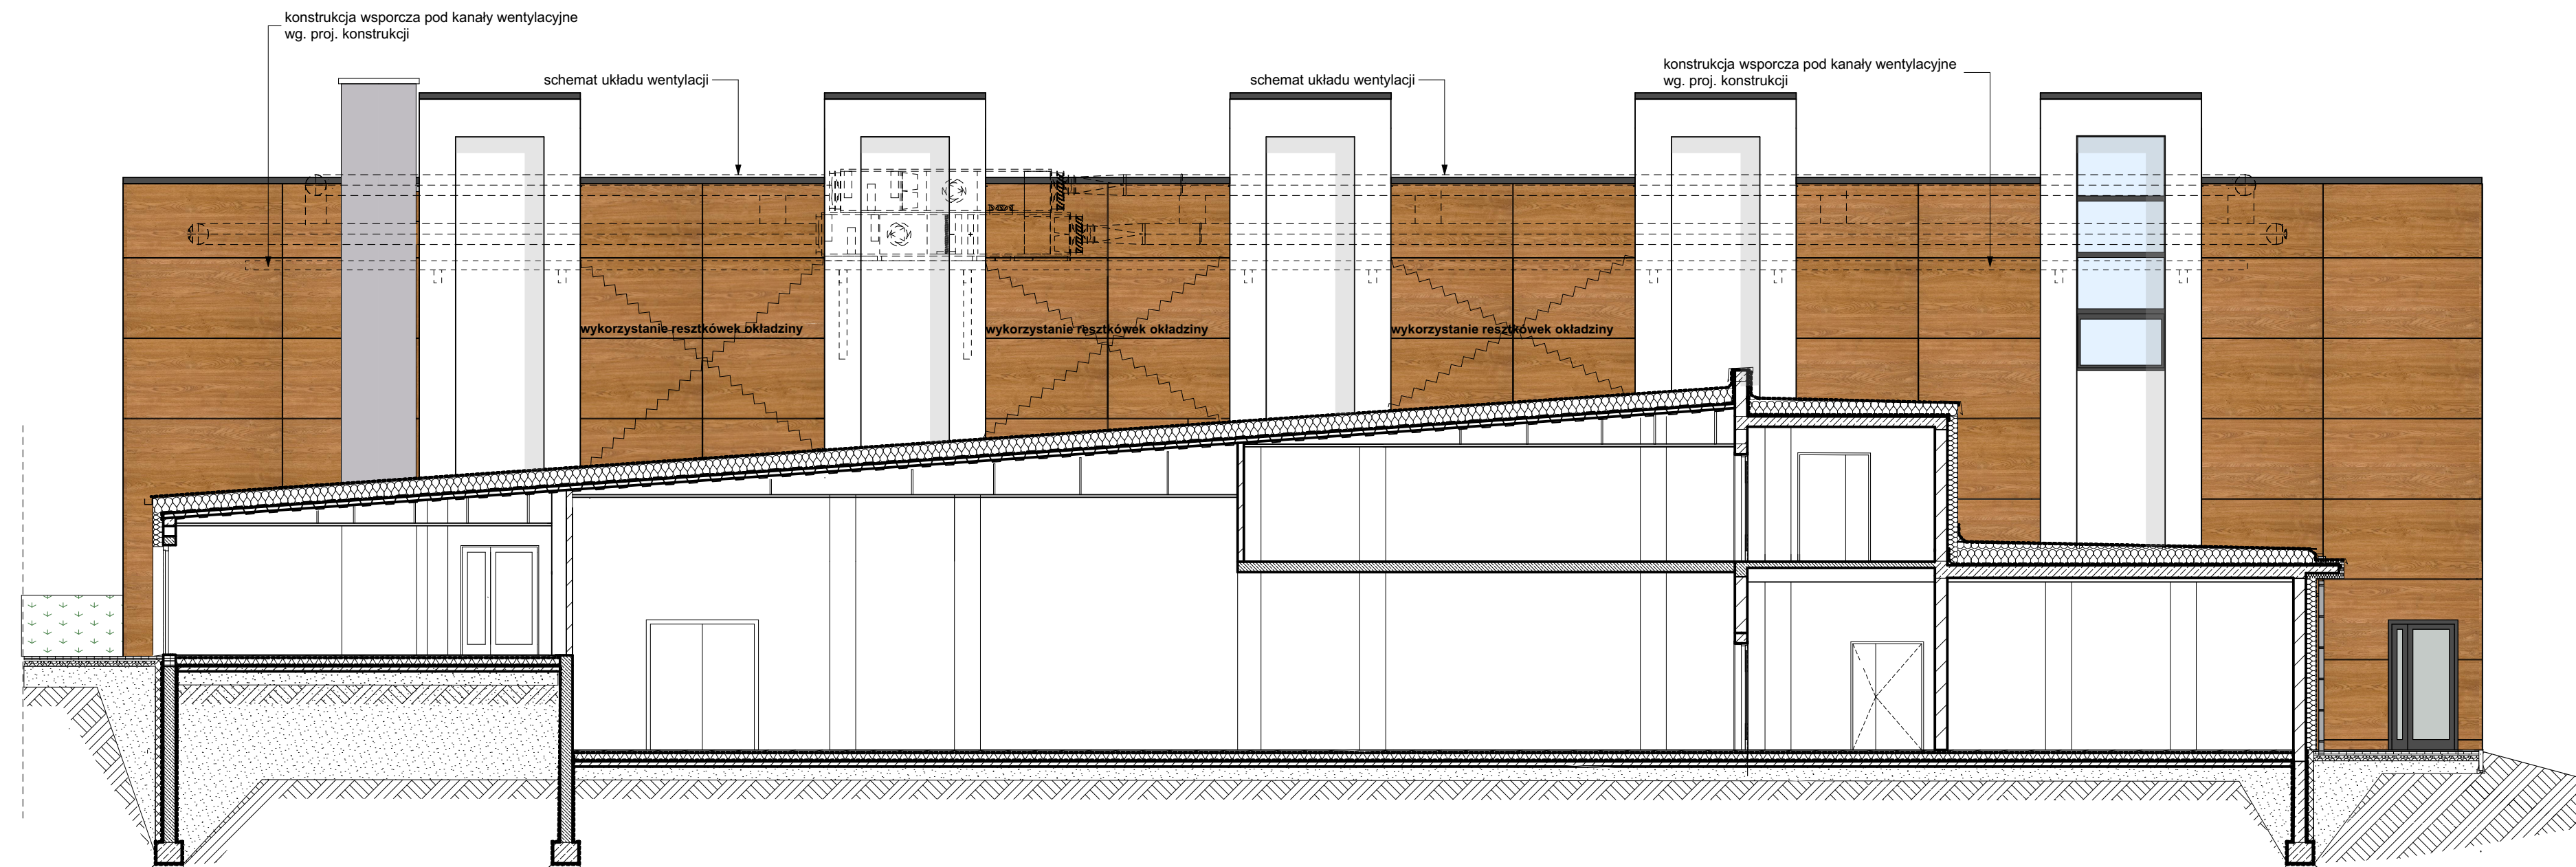 konstrukcja wsporcza pod kanały wentylacyjne
wg. proj. konstrukcji
schemat układu wentylacji
schemat układu wentylacji
konstrukcja wsporcza pod kanały wentylacyjne
wg. proj. konstrukcji
wykorzystanie resztkówek okładziny
wykorzystanie resztkówek okładziny
wykorzystanie resztkówek okładziny